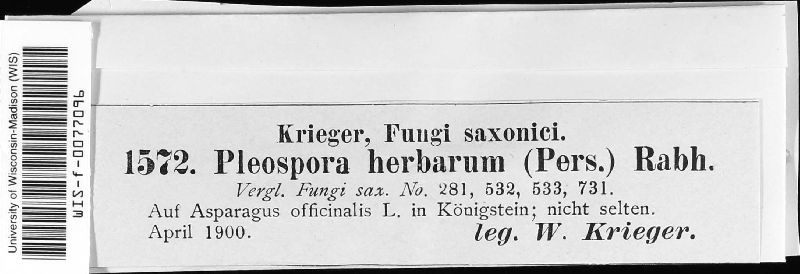 University of Wisconsin-Madison (WIS)
WIS-f-0077096
Krieger, Fungi saxonici.
1572. Pleospora herbarum (Pers.) Rabh.
Vergl. Fungi sax. No. 281, 532, 533, 731.
Auf Asparagus officinalis L. in Königstein; nicht selten.
April 1900. leg. W. Krieger.